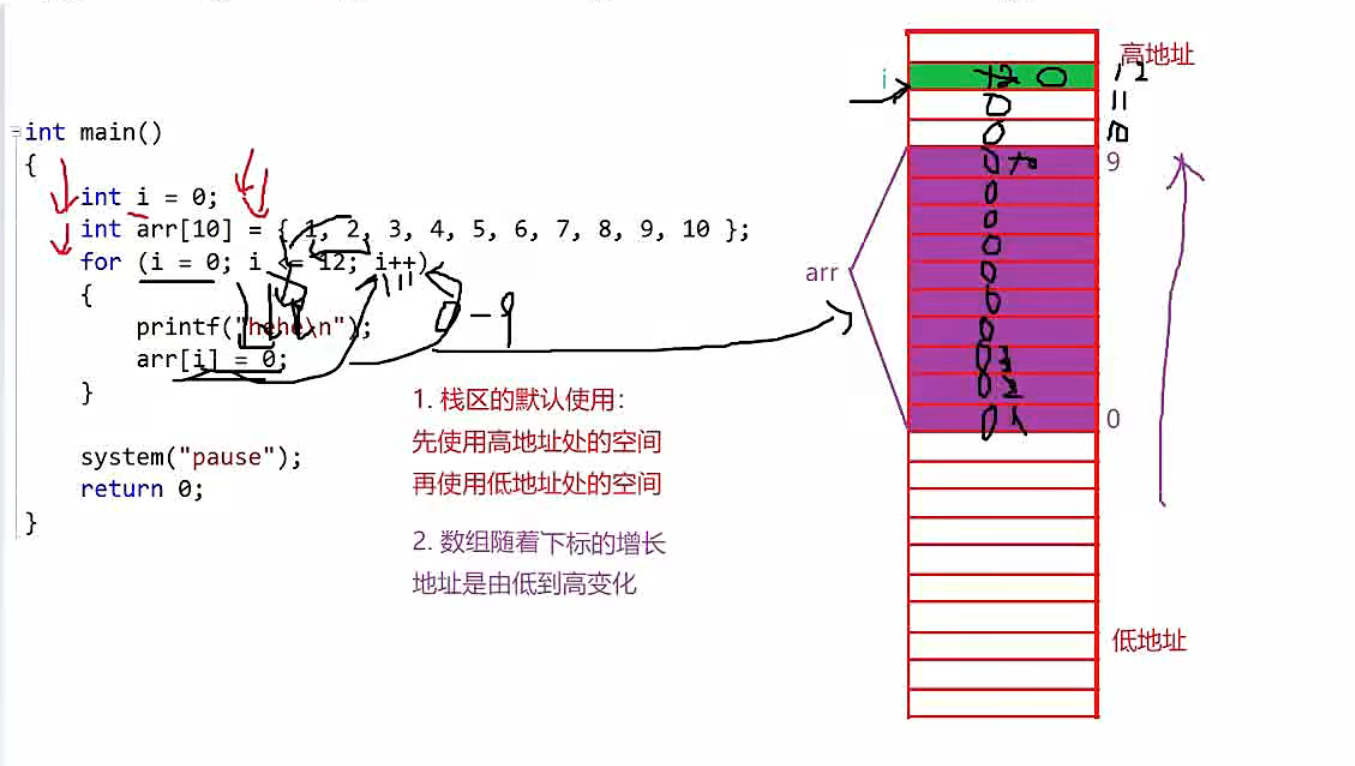 int main()
{
int i = 0;
int arr[10] = { 1, 2, 3, 4, 5, 6, 7, 8, 9, 10 };
for (i = 0; i <= 12; i++)
{
printf("hehe\n");
arr[i] = 0;
}
system("pause");
return 0;
}
0-9
1. 栈区的默认使用:
先使用高地址处的空间
再使用低地址处的空间
2. 数组随着下标的增长
地址是由低到高变化
高地址
i
0
12
0
11
0
10
arr
0
9
0
0
0
0
0
0
0
0
0
0
低地址